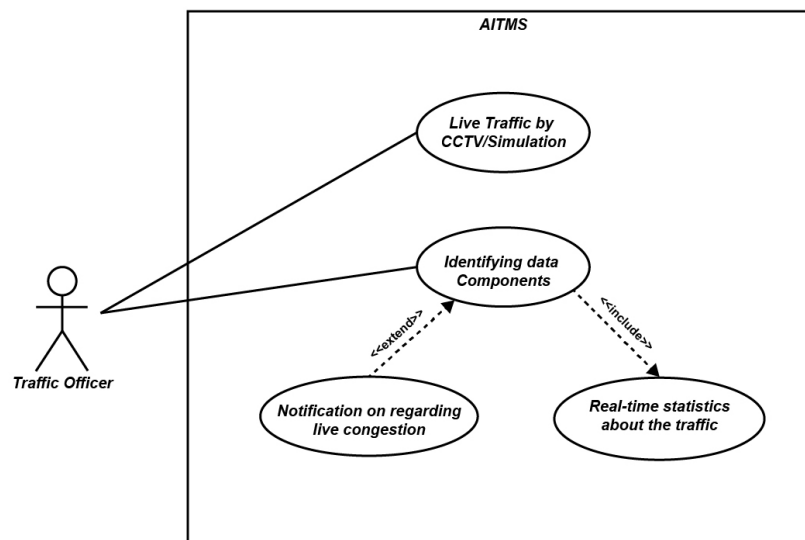 AITMS
Live Traffic by
CCTV/Simulation
Identifying data
Components
<<extend>>
<<include>>
Traffic Officer
Notification on regarding
live congestion
Real-time statistics
about the traffic